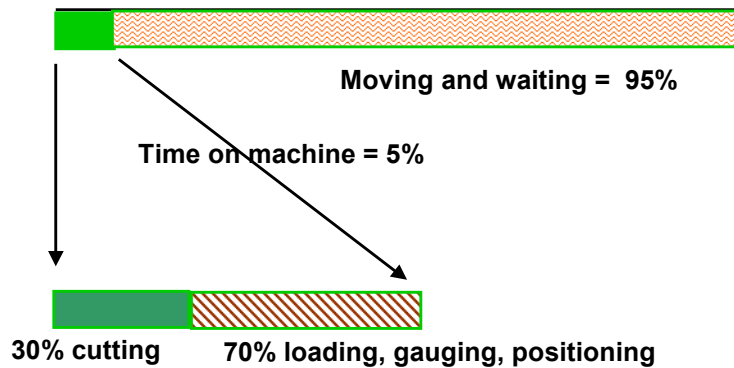 Moving and waiting = 95%
Time on machine = 5%
30% cutting
70% loading, gauging, positioning